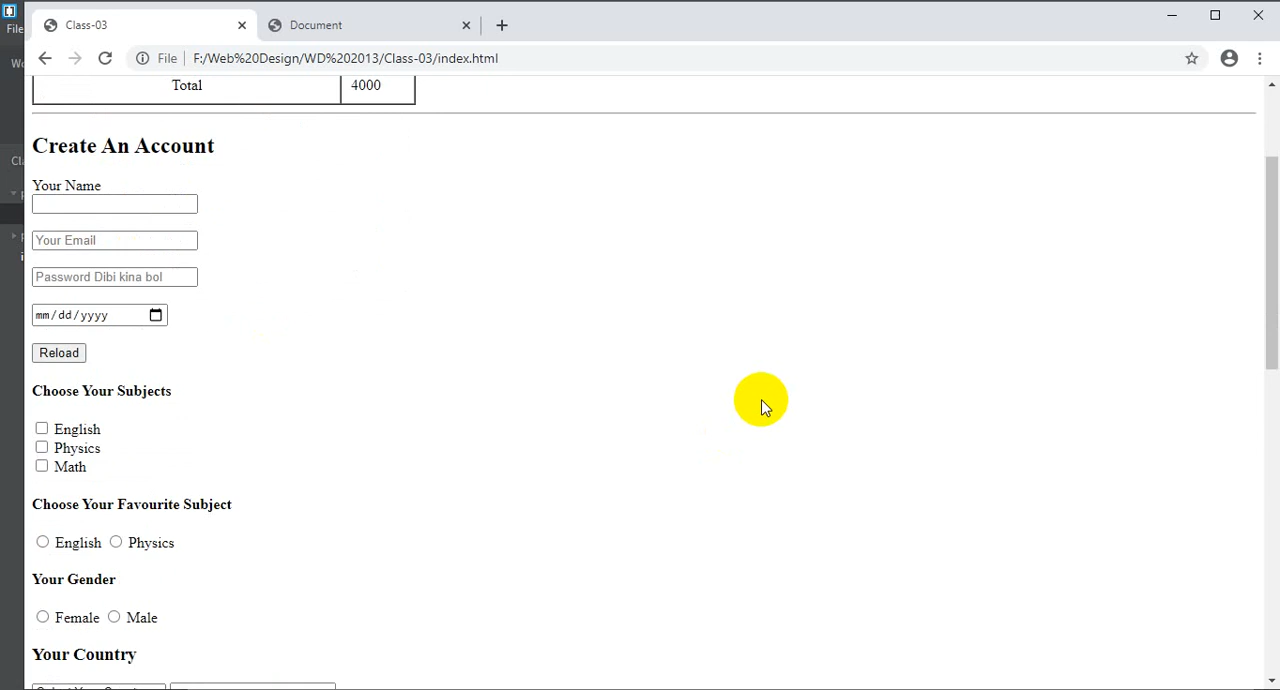 Class-03
Document
File
File
F:/Web%20Design/WD%202013/Class-03/index.html
Total
4000
Create An Account
Your Name
Your Email
Password Dibi kina bol
mm/dd/yyyy
Reload
Choose Your Subjects
English
Physics
Math
Choose Your Favourite Subject
English Physics
Your Gender
Female Male
Your Country